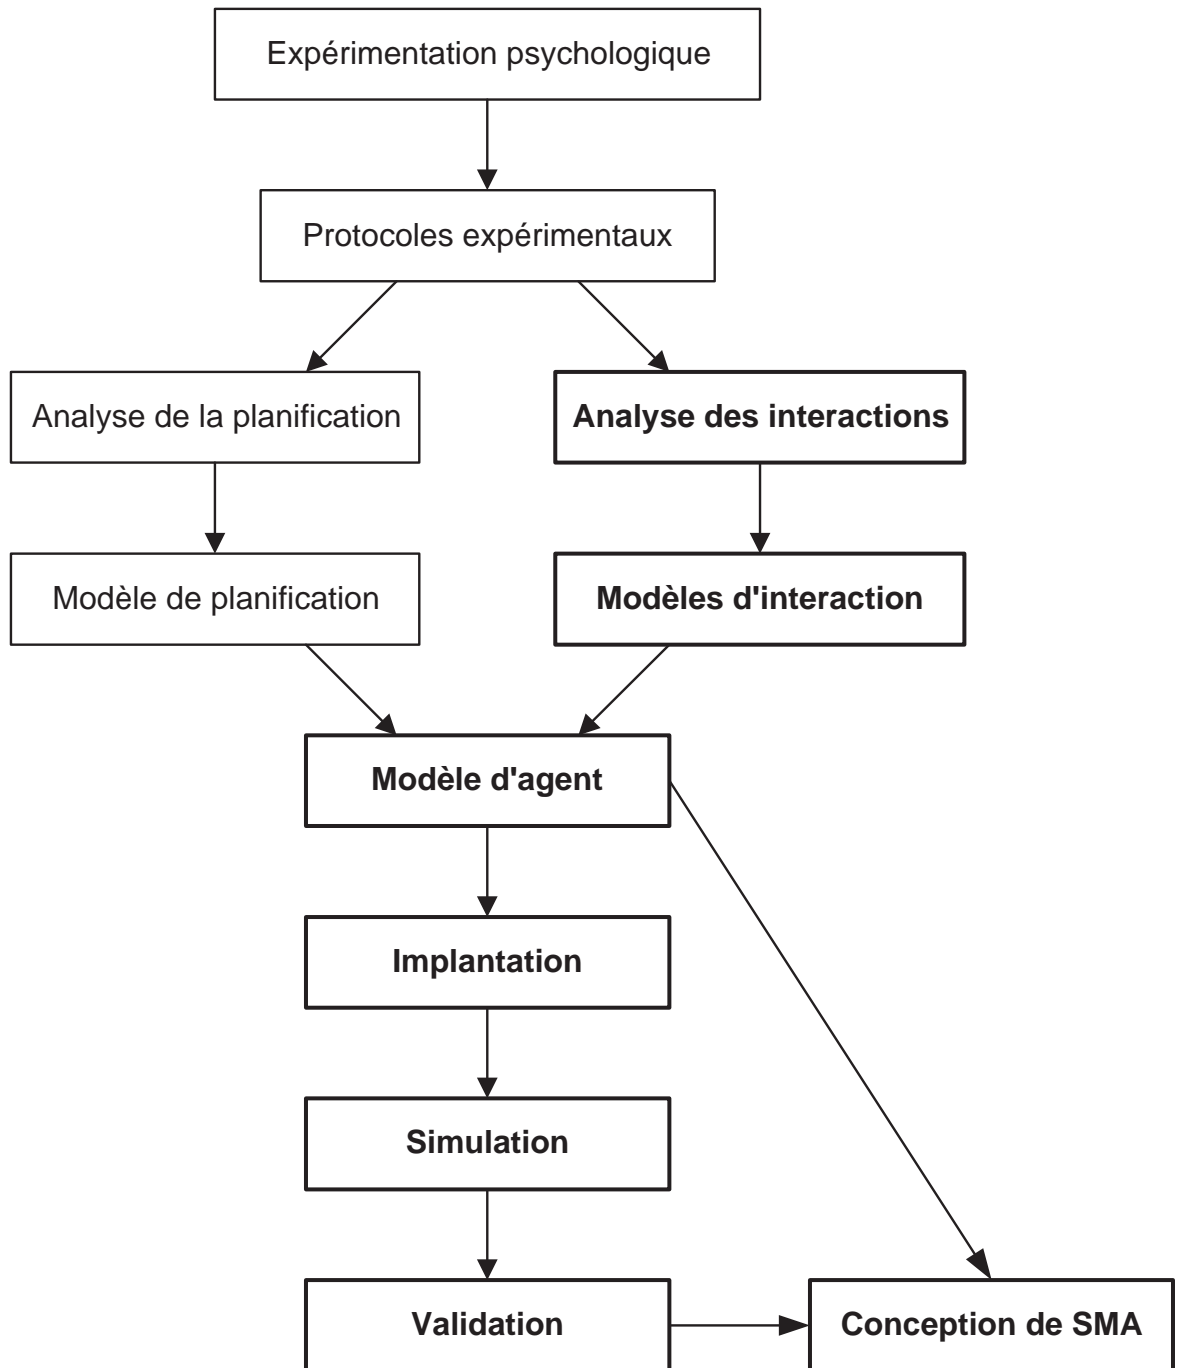 Expérimentation psychologique
Protocoles expérimentaux
Analyse de la planification
Analyse des interactions
Modèle de planification
Modèles d'interaction
Modèle d'agent
Implantation
Simulation
Validation
Conception de SMA